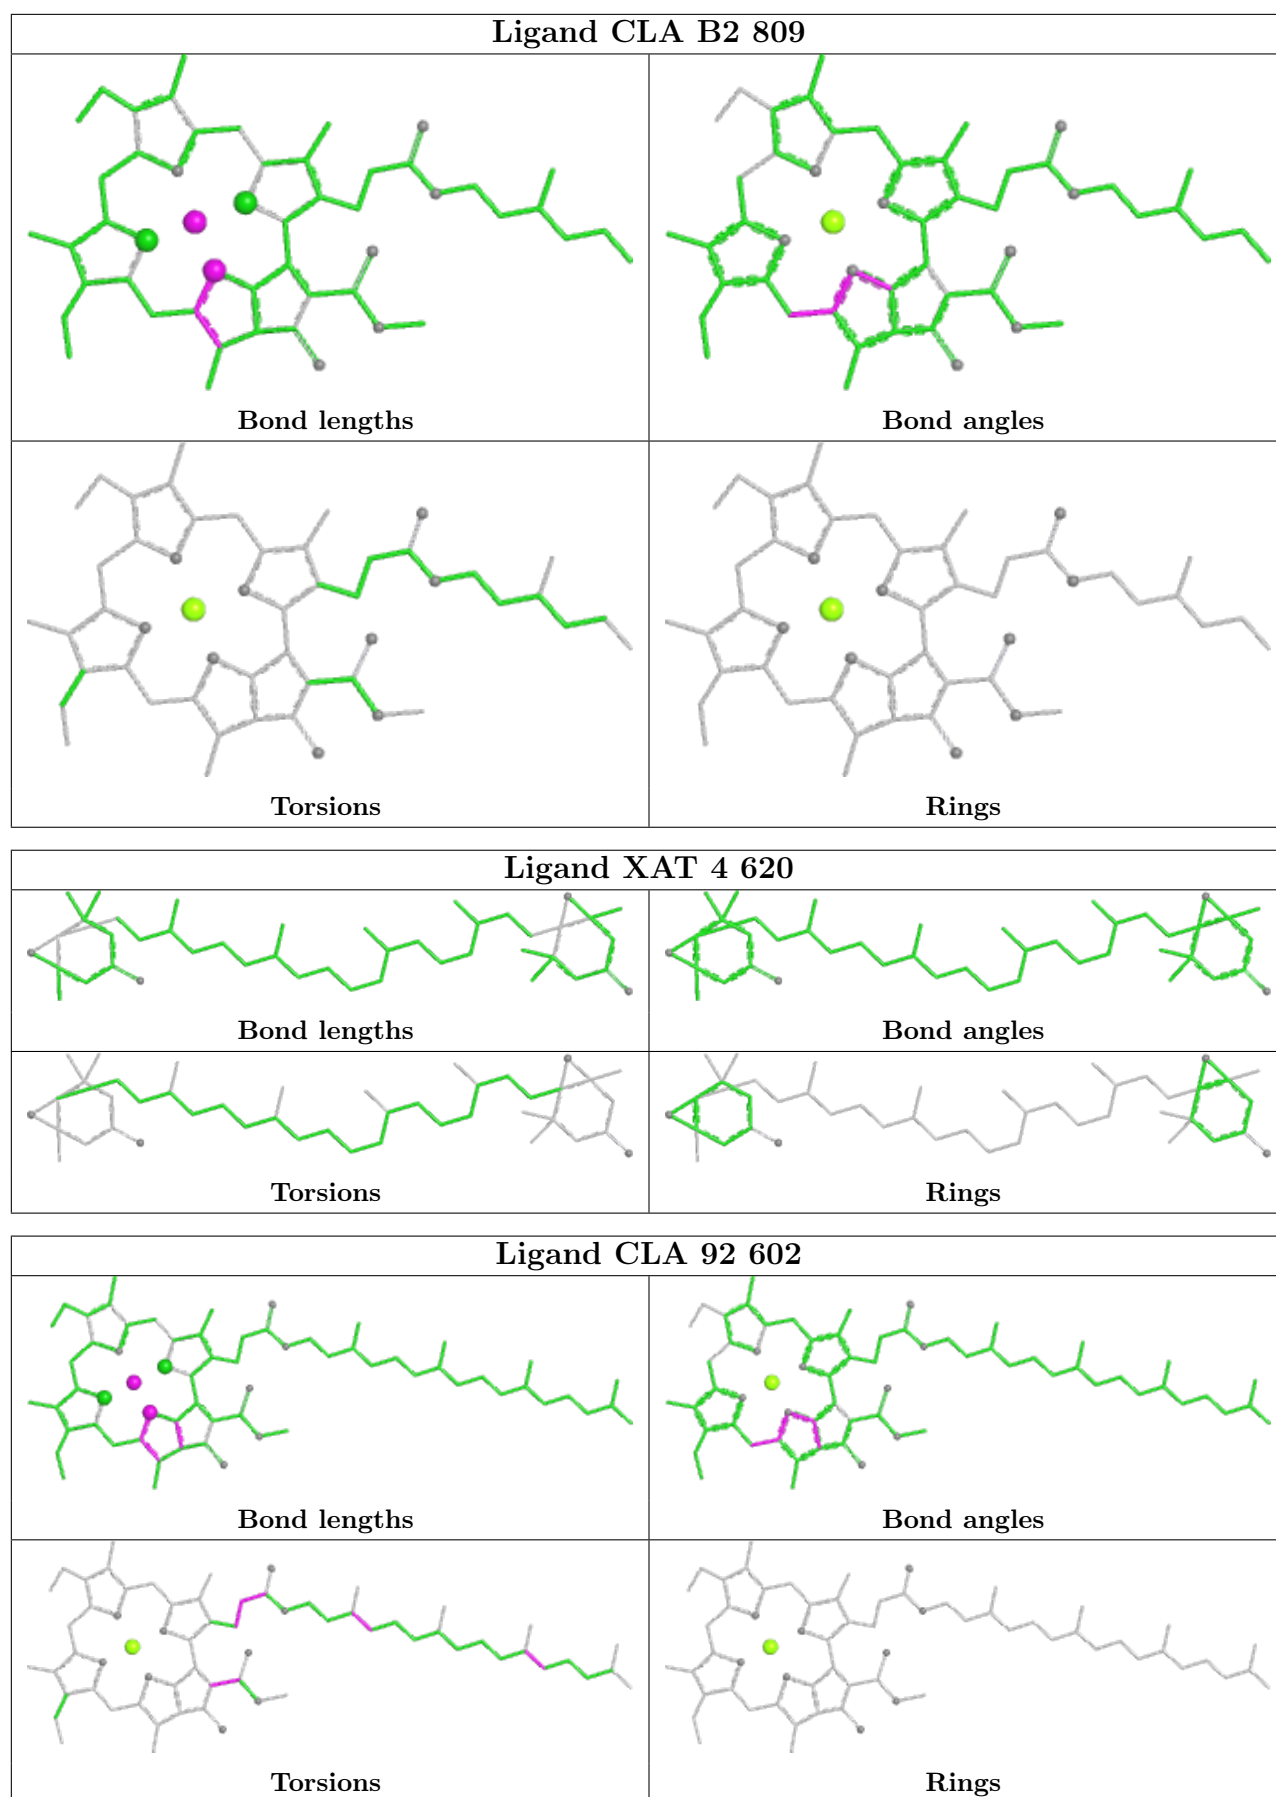 Ligand CLA B2 809
Bond lengths
Bond angles
Torsions
Rings
Ligand XAT 4 620
Bond lengths
Bond angles
Torsions
Rings
Ligand CLA 92 602
Bond lengths
Bond angles
Torsions
Rings